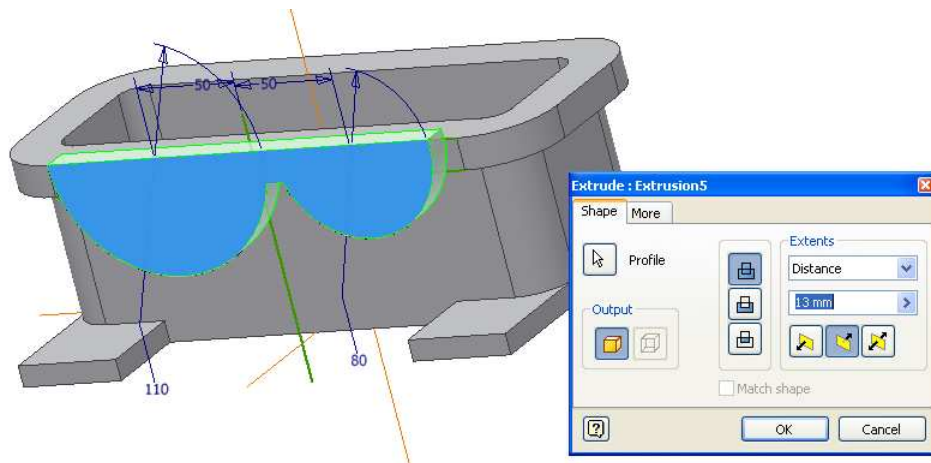 50
50
110
80
Extrude : Extrusion5
Shape
More
Profile
Output
Extents
Distance
13 mm
Match shape
OK
Cancel